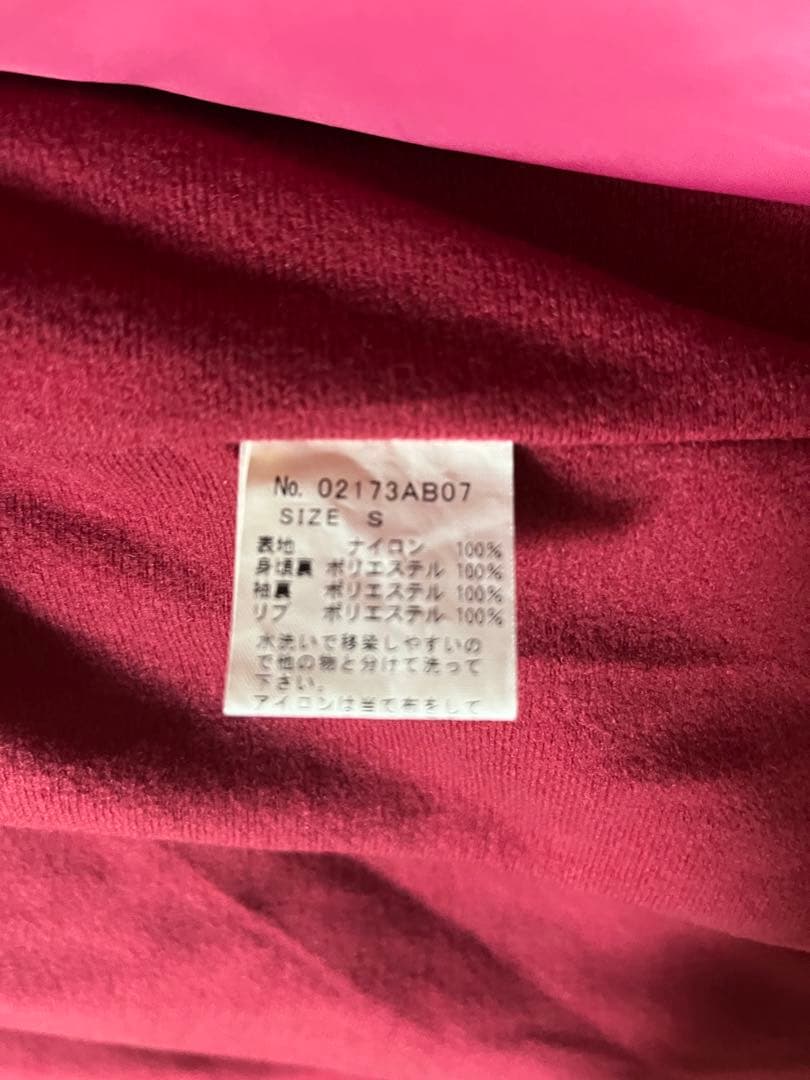 No. 02173AB07
SIZE S
表地 ナイロン 100%
身頃裏 ポリエステル 100%
袖裏 ポリエステル 100%
リブ ポリエステル 100%
水洗いで移染しやすいの
で他の物と分けて洗って
下さい。
アイロンは当て布をして